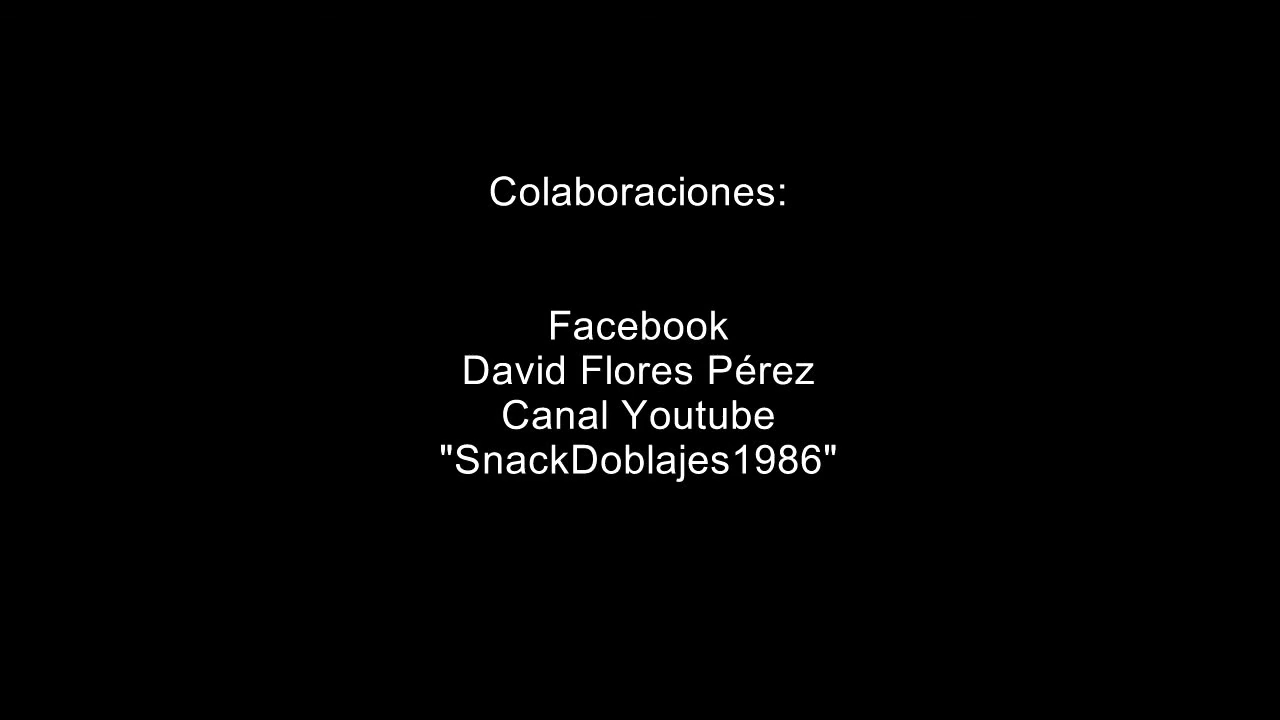 Colaboraciones:
Facebook
David Flores Pérez
Canal Youtube
"SnackDoblajes1986"